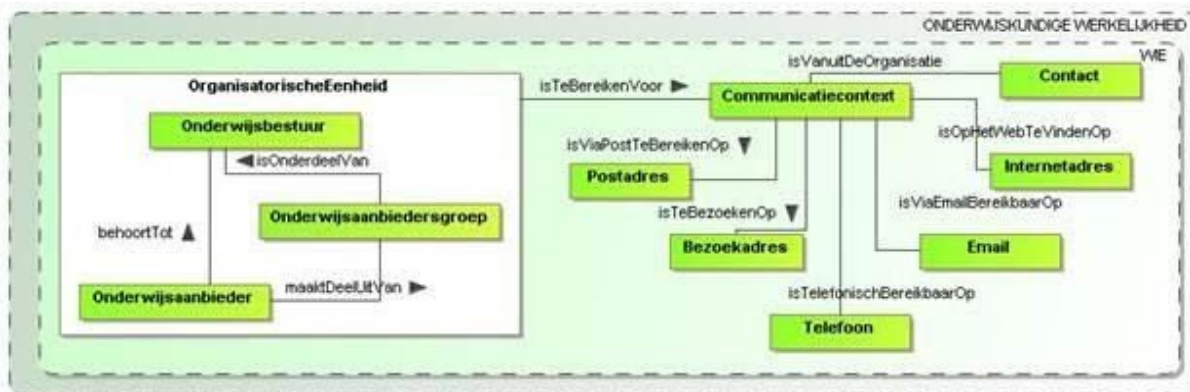 ONDERWIJSKUNDIGE WERKELIJKHEID
WIE
OrganisatorischeEenheid
Onderwijsbestuur
isOnderdeelVan
Onderwijsaanbiedersgroep
behoortTot
Onderwijsaanbieder
maaktDeelUitVan
isTeBereikenVoor
isVanuitDeOrganisatie
Contact
Communicatiecontext
isOpHetWebTeVindenOp
isViaPostTeBereikenOp
Internetadres
Postadres
isViaEmailBereikbaarOp
isTeBezoekenOp
Bezoekadres
Email
isTelefonischBereikbaarOp
Telefoon